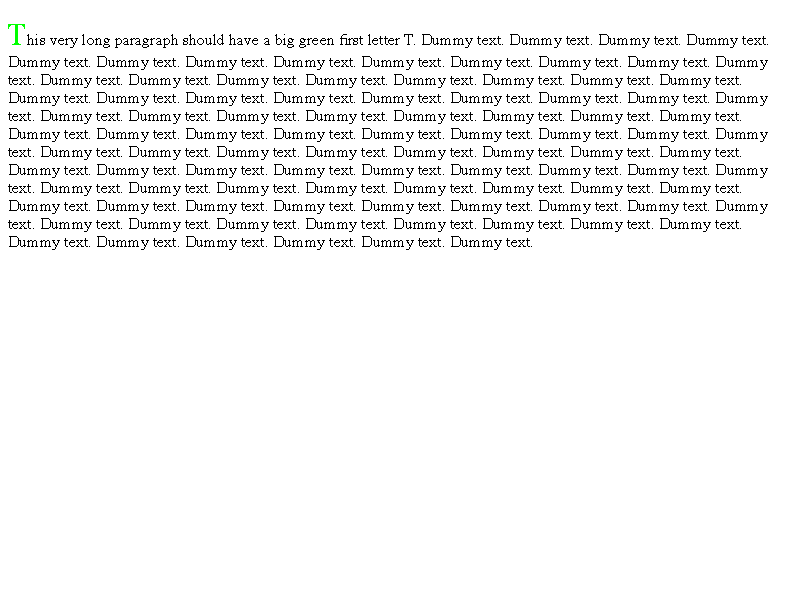 This very long paragraph should have a big green first letter T. Dummy text. Dummy text. Dummy text. Dummy text.
Dummy text. Dummy text. Dummy text. Dummy text. Dummy text. Dummy text. Dummy text. Dummy text. Dummy
text. Dummy text. Dummy text. Dummy text. Dummy text. Dummy text. Dummy text. Dummy text. Dummy text.
Dummy text. Dummy text. Dummy text. Dummy text. Dummy text. Dummy text. Dummy text. Dummy text. Dummy
text. Dummy text. Dummy text. Dummy text. Dummy text. Dummy text. Dummy text. Dummy text. Dummy text.
Dummy text. Dummy text. Dummy text. Dummy text. Dummy text. Dummy text. Dummy text. Dummy text. Dummy
text. Dummy text. Dummy text. Dummy text. Dummy text. Dummy text. Dummy text. Dummy text. Dummy text.
Dummy text. Dummy text. Dummy text. Dummy text. Dummy text. Dummy text. Dummy text. Dummy text. Dummy
text. Dummy text. Dummy text. Dummy text. Dummy text. Dummy text. Dummy text. Dummy text. Dummy text.
Dummy text. Dummy text. Dummy text. Dummy text. Dummy text. Dummy text. Dummy text. Dummy text. Dummy
text. Dummy text. Dummy text. Dummy text. Dummy text. Dummy text. Dummy text. Dummy text. Dummy text.
Dummy text. Dummy text. Dummy text. Dummy text. Dummy text. Dummy text.